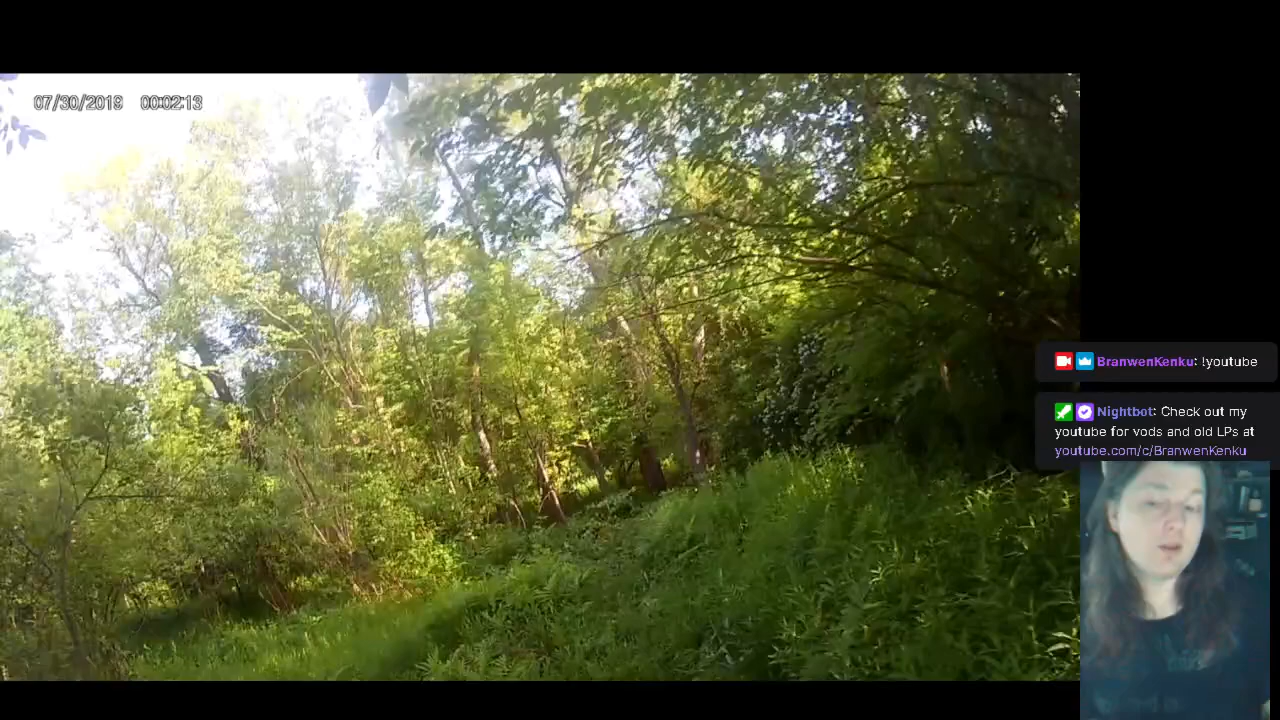 07/30/2019 00:02:13
BranwenKenku: !youtube
Nightbot: Check out my
youtube for vods and old LPs at
youtube.com/c/BranwenKenku